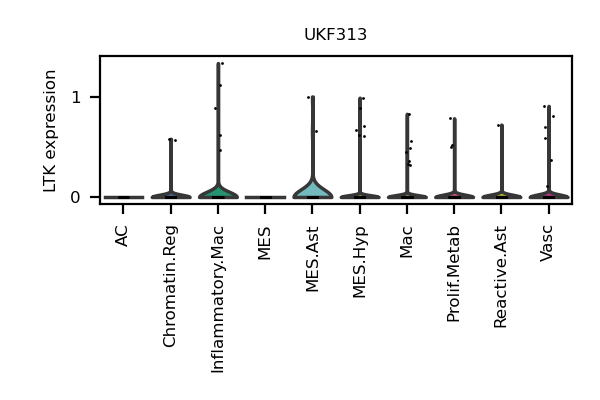 UKF313
LTK expression
1
0
AC
Chromatin.Reg
Inflammatory.Mac
MES
MES.Ast
MES.Hyp
Mac
Prolif.Metab
Reactive.Ast
Vasc